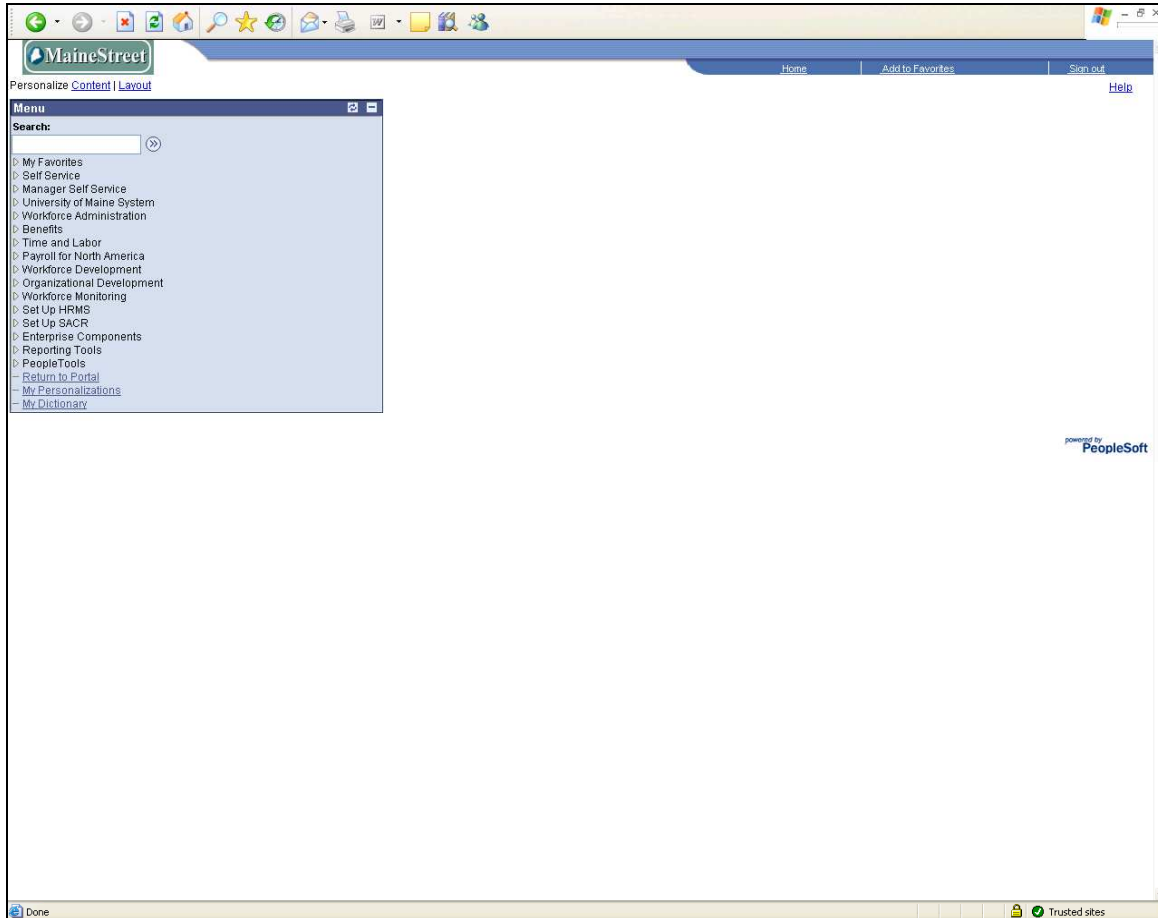 MaineStreet
Home Add to Favorites Sign out
Personalize Content | Layout
Help
Menu
Search:
My Favorites
Self Service
Manager Self Service
University of Maine System
Workforce Administration
Benefits
Time and Labor
Payroll for North America
Workforce Development
Organizational Development
Workforce Monitoring
Set Up HRMS
Set Up SACR
Enterprise Components
Reporting Tools
PeopleTools
Return to Portal
My Personalizations
My Dictionary
powered by
PeopleSoft
Done Trusted sites